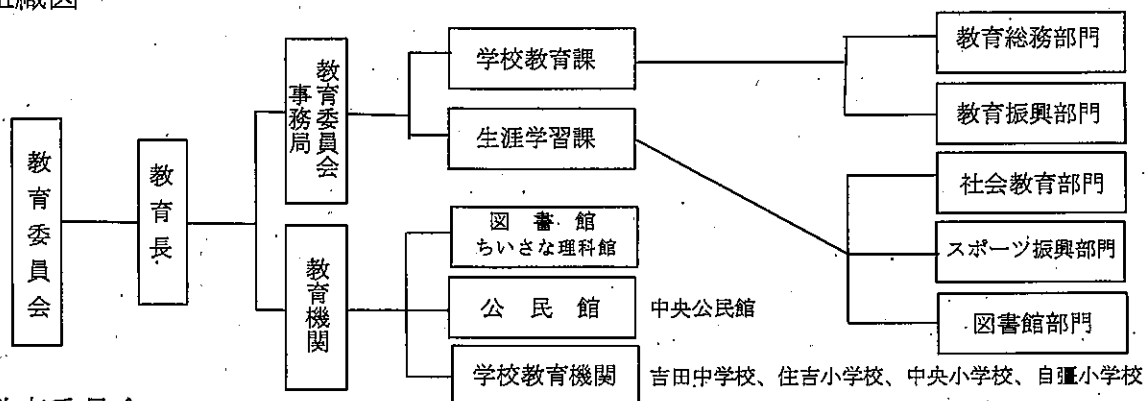 組織図
教育委員会
教育長
教育委員会
事務局
教育機関
学校教育課
生涯学習課
図書館
ちいさな理科館
公民館
中央公民館
学校教育機関
吉田中学校、住吉小学校、中央小学校、自彊小学校
教育総務部門
教育振興部門
社会教育部門
スポーツ振興部門
図書館部門
教育委員会